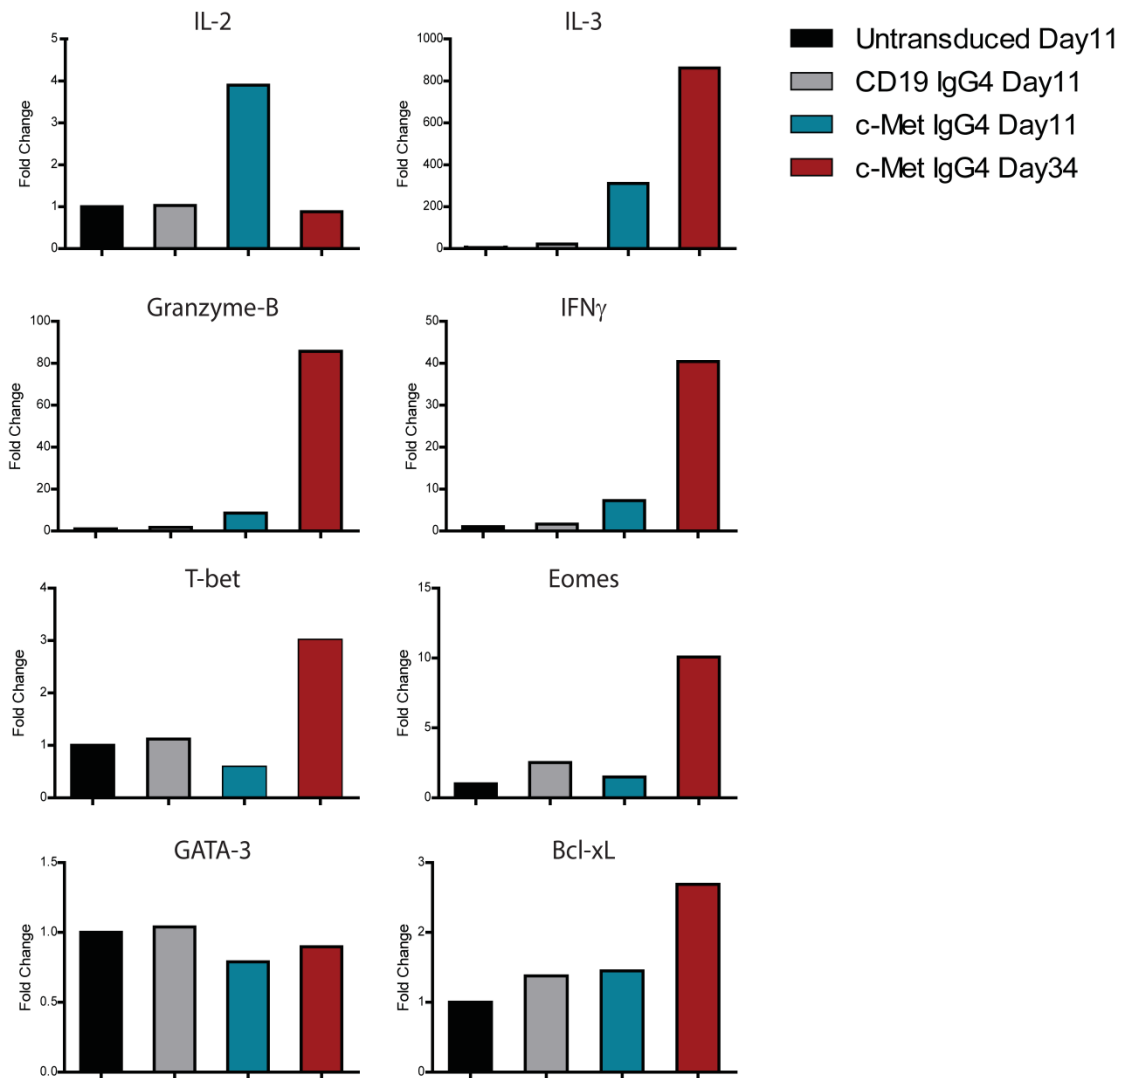 IL-2
Fold Change
5
4
3
2
1
0
IL-3
Fold Change
1000
800
600
400
200
0
Untransduced Day11
CD19 IgG4 Day11
c-Met IgG4 Day11
c-Met IgG4 Day34
Granzyme-B
Fold Change
100
80
60
40
20
0
IFNγ
Fold Change
50
40
30
20
10
0
T-bet
Fold Change
4
3
2
1
0
Eomes
Fold Change
15
10
5
0
GATA-3
Fold Change
1.5
1.0
0.5
0.0
Bcl-xL
Fold Change
3
2
1
0